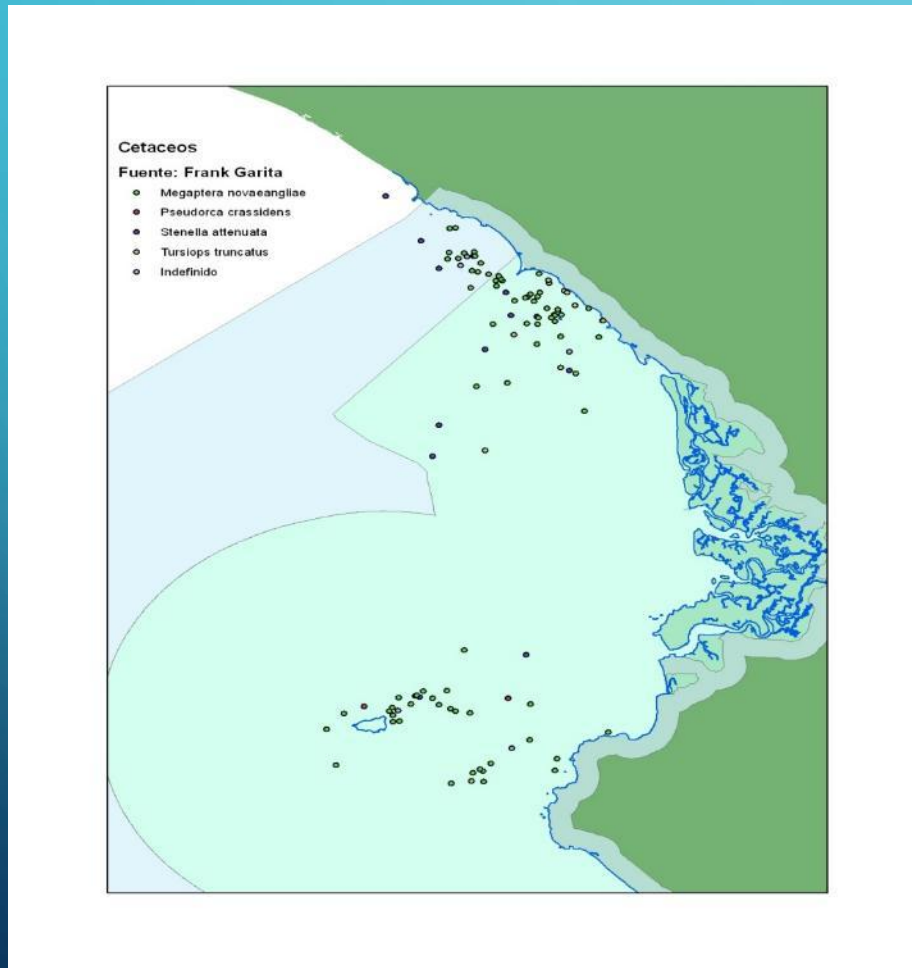 Cetaceos
Fuente: Frank Garita
Megaptera novaeangliae
Pseudorca crassidens
Stenella attenuata
Tursiops truncatus
Indefinido